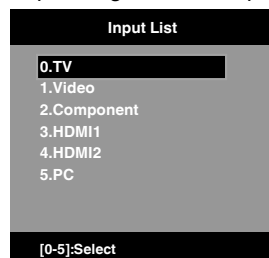 Input List
0.TV
1.Video
2.Component
3.HDMI1
4.HDMI2
5.PC
[0-5]:Select